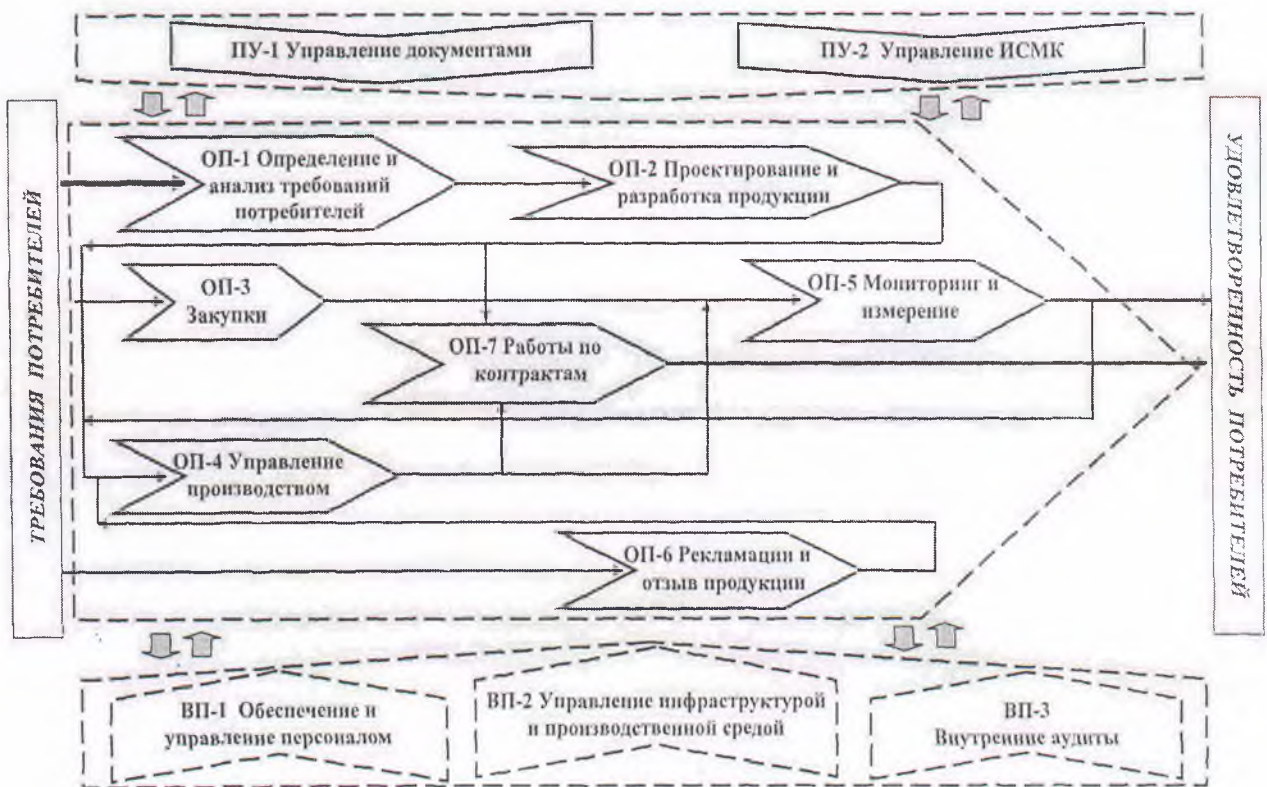 ПУ-1 Управление документами
ПУ-2 Управление ИСМК
ТРЕБОВАНИЯ ПОТРЕБИТЕЛЕЙ
ОП-1 Определение и
анализ требований
потребителей
ОП-2 Проектирование и
разработка продукции
ОП-3
Закупки
ОП-5 Мониторинг и
измерение
ОП-7 Работы по
контрактам
ОП-4 Управление
производством
ОП-6 Рекламации и
отзыв продукции
УДОВЛЕТВОРЕННОСТЬ ПОТРЕБИТЕЛЕЙ
ВП-1 Обеспечение и
управление персоналом
ВП-2 Управление инфраструктурой
и производственной средой
ВП-3
Внутренние аудиты